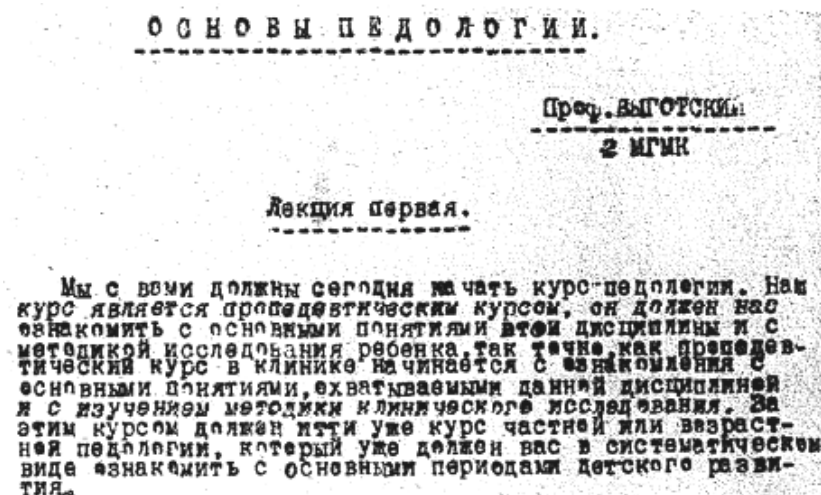 ОСНОВЫ ПЕДОЛОГИИ.
Проф. ВЫГОТСКИЙ
2 МГМИ
Лекция первая.
Мы с вами должны сегодня начать курс педологии. Наш
курс является пропедевтическим курсом, он должен нас
ознакомить с основными понятиями этой дисциплины и с
методикой исследования ребенка, так точно, как пропедев-
тический курс в клинике начинается с ознакомления с
основными понятиями, охватываемыми данной дисциплиной
и с изучением методики клинического исследования. За
этим курсом должен итти уже курс частной или возраст-
ной педологии, который уже должен вас в систематическом
виде ознакомить с основными периодами детского разви-
тия.